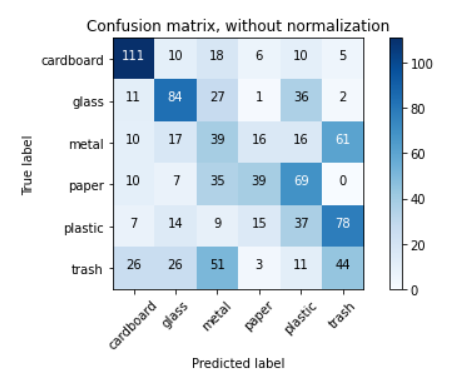 Confusion matrix, without normalization
cardboard 111 10 18 6 10 5
glass 11 84 27 1 36 2
metal 10 17 39 16 16 61
paper 10 7 35 39 69 0
plastic 7 14 9 15 37 78
trash 26 26 51 3 11 44
cardboard glass metal paper plastic trash
Predicted label
True label
100
80
60
40
20
0